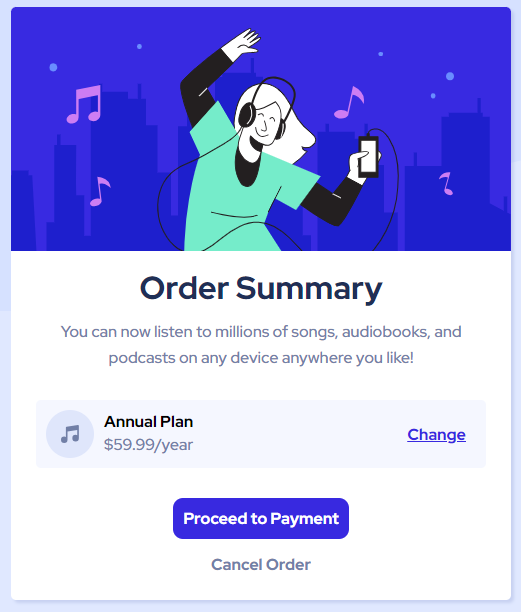 Order Summary
You can now listen to millions of songs, audiobooks, and
podcasts on any device anywhere you like!
Annual Plan
$59.99/year
Change
Proceed to Payment
Cancel Order